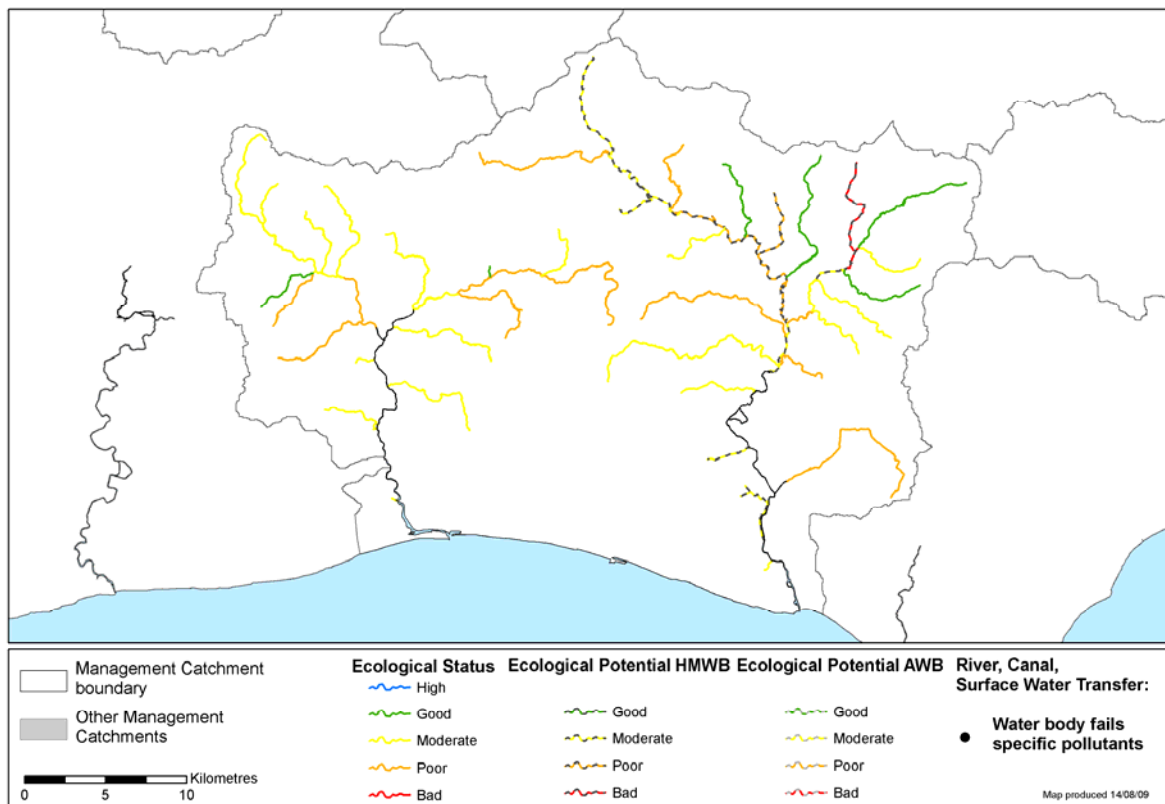 Management Catchment
boundary
Other Management
Catchments
Kilometres
0 5 10
Ecological Status
High
Good
Moderate
Poor
Bad
Ecological Potential HMWB
Good
Moderate
Poor
Bad
Ecological Potential AWB
Good
Moderate
Poor
Bad
River, Canal,
Surface Water Transfer:
Water body fails
specific pollutants
Map produced 14/08/09